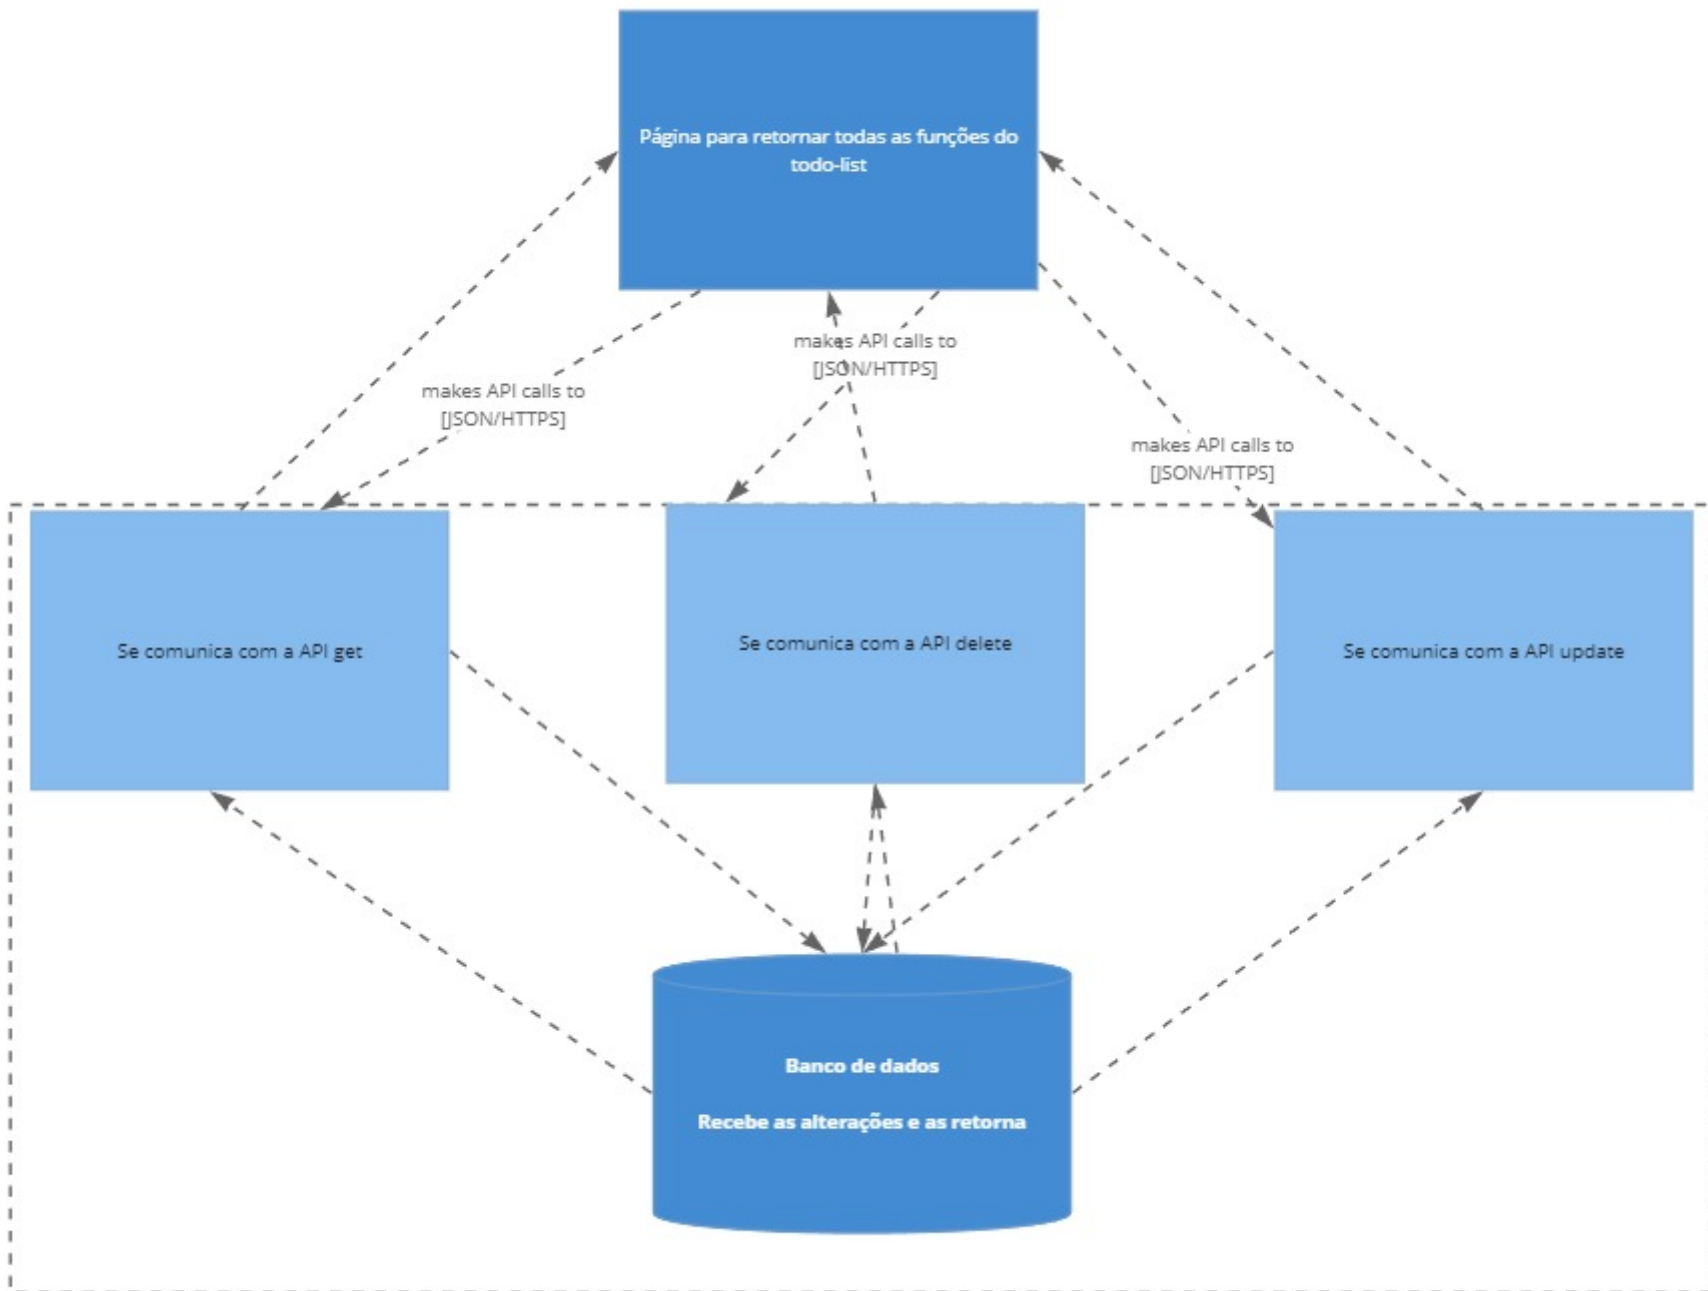 Página para retornar todas as funções do
todo-list
makes API calls to
[JSON/HTTPS]
makes API calls to
[JSON/HTTPS]
makes API calls to
[JSON/HTTPS]
Se comunica com a API get
Se comunica com a API delete
Se comunica com a API update
Banco de dados
Recebe as alterações e as retorna